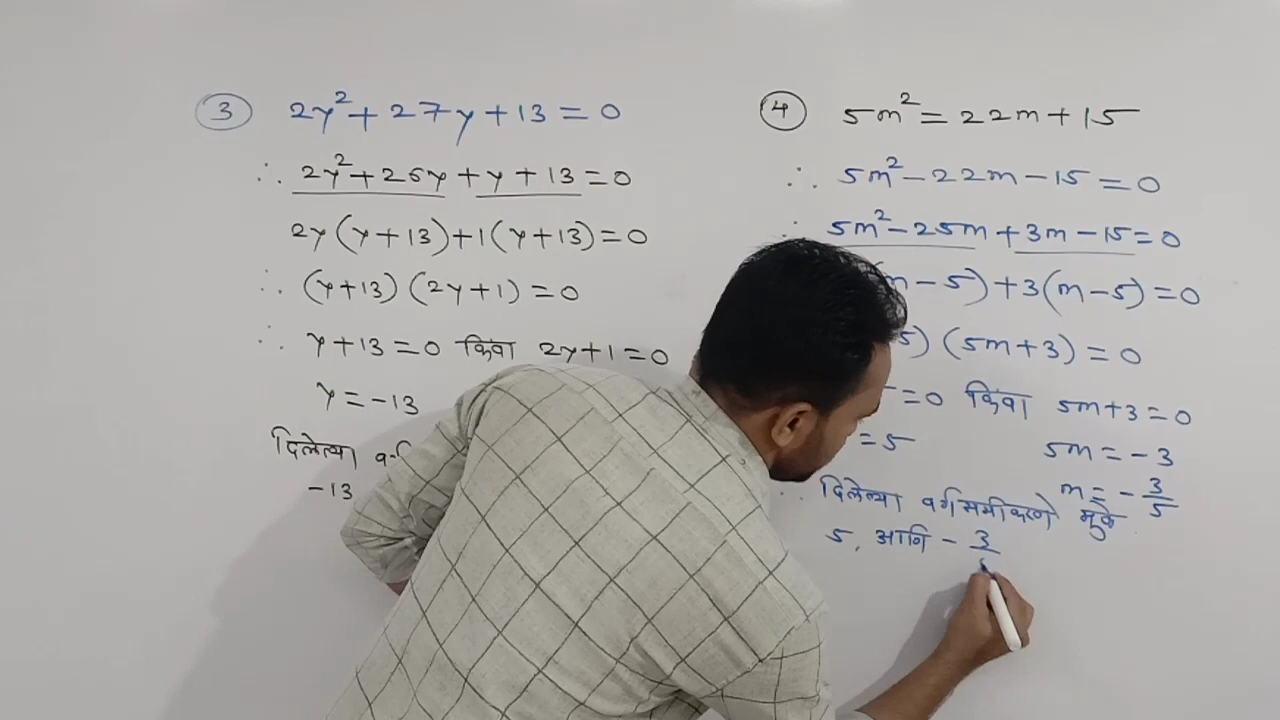 ③ 2y² + 27y + 13 = 0
∴ 2y² + 26y + y + 13 = 0
2y(y + 13) + 1(y + 13) = 0
∴ (y + 13) (2y + 1) = 0
∴ y + 13 = 0 किंवा 2y + 1 = 0
y = -13
दिलेल्या
-13
④ 5m² = 22m + 15
∴ 5m² - 22m - 15 = 0
∴ 5m² - 25m + 3m - 15 = 0
m - 5) + 3(m - 5) = 0
5) (5m + 3) = 0
= 0 किंवा 5m + 3 = 0
= 5 5m = -3
m = -3/5
∴ दिलेल्या वर्गसमीकरणाे मुळे
5, आणि - 3